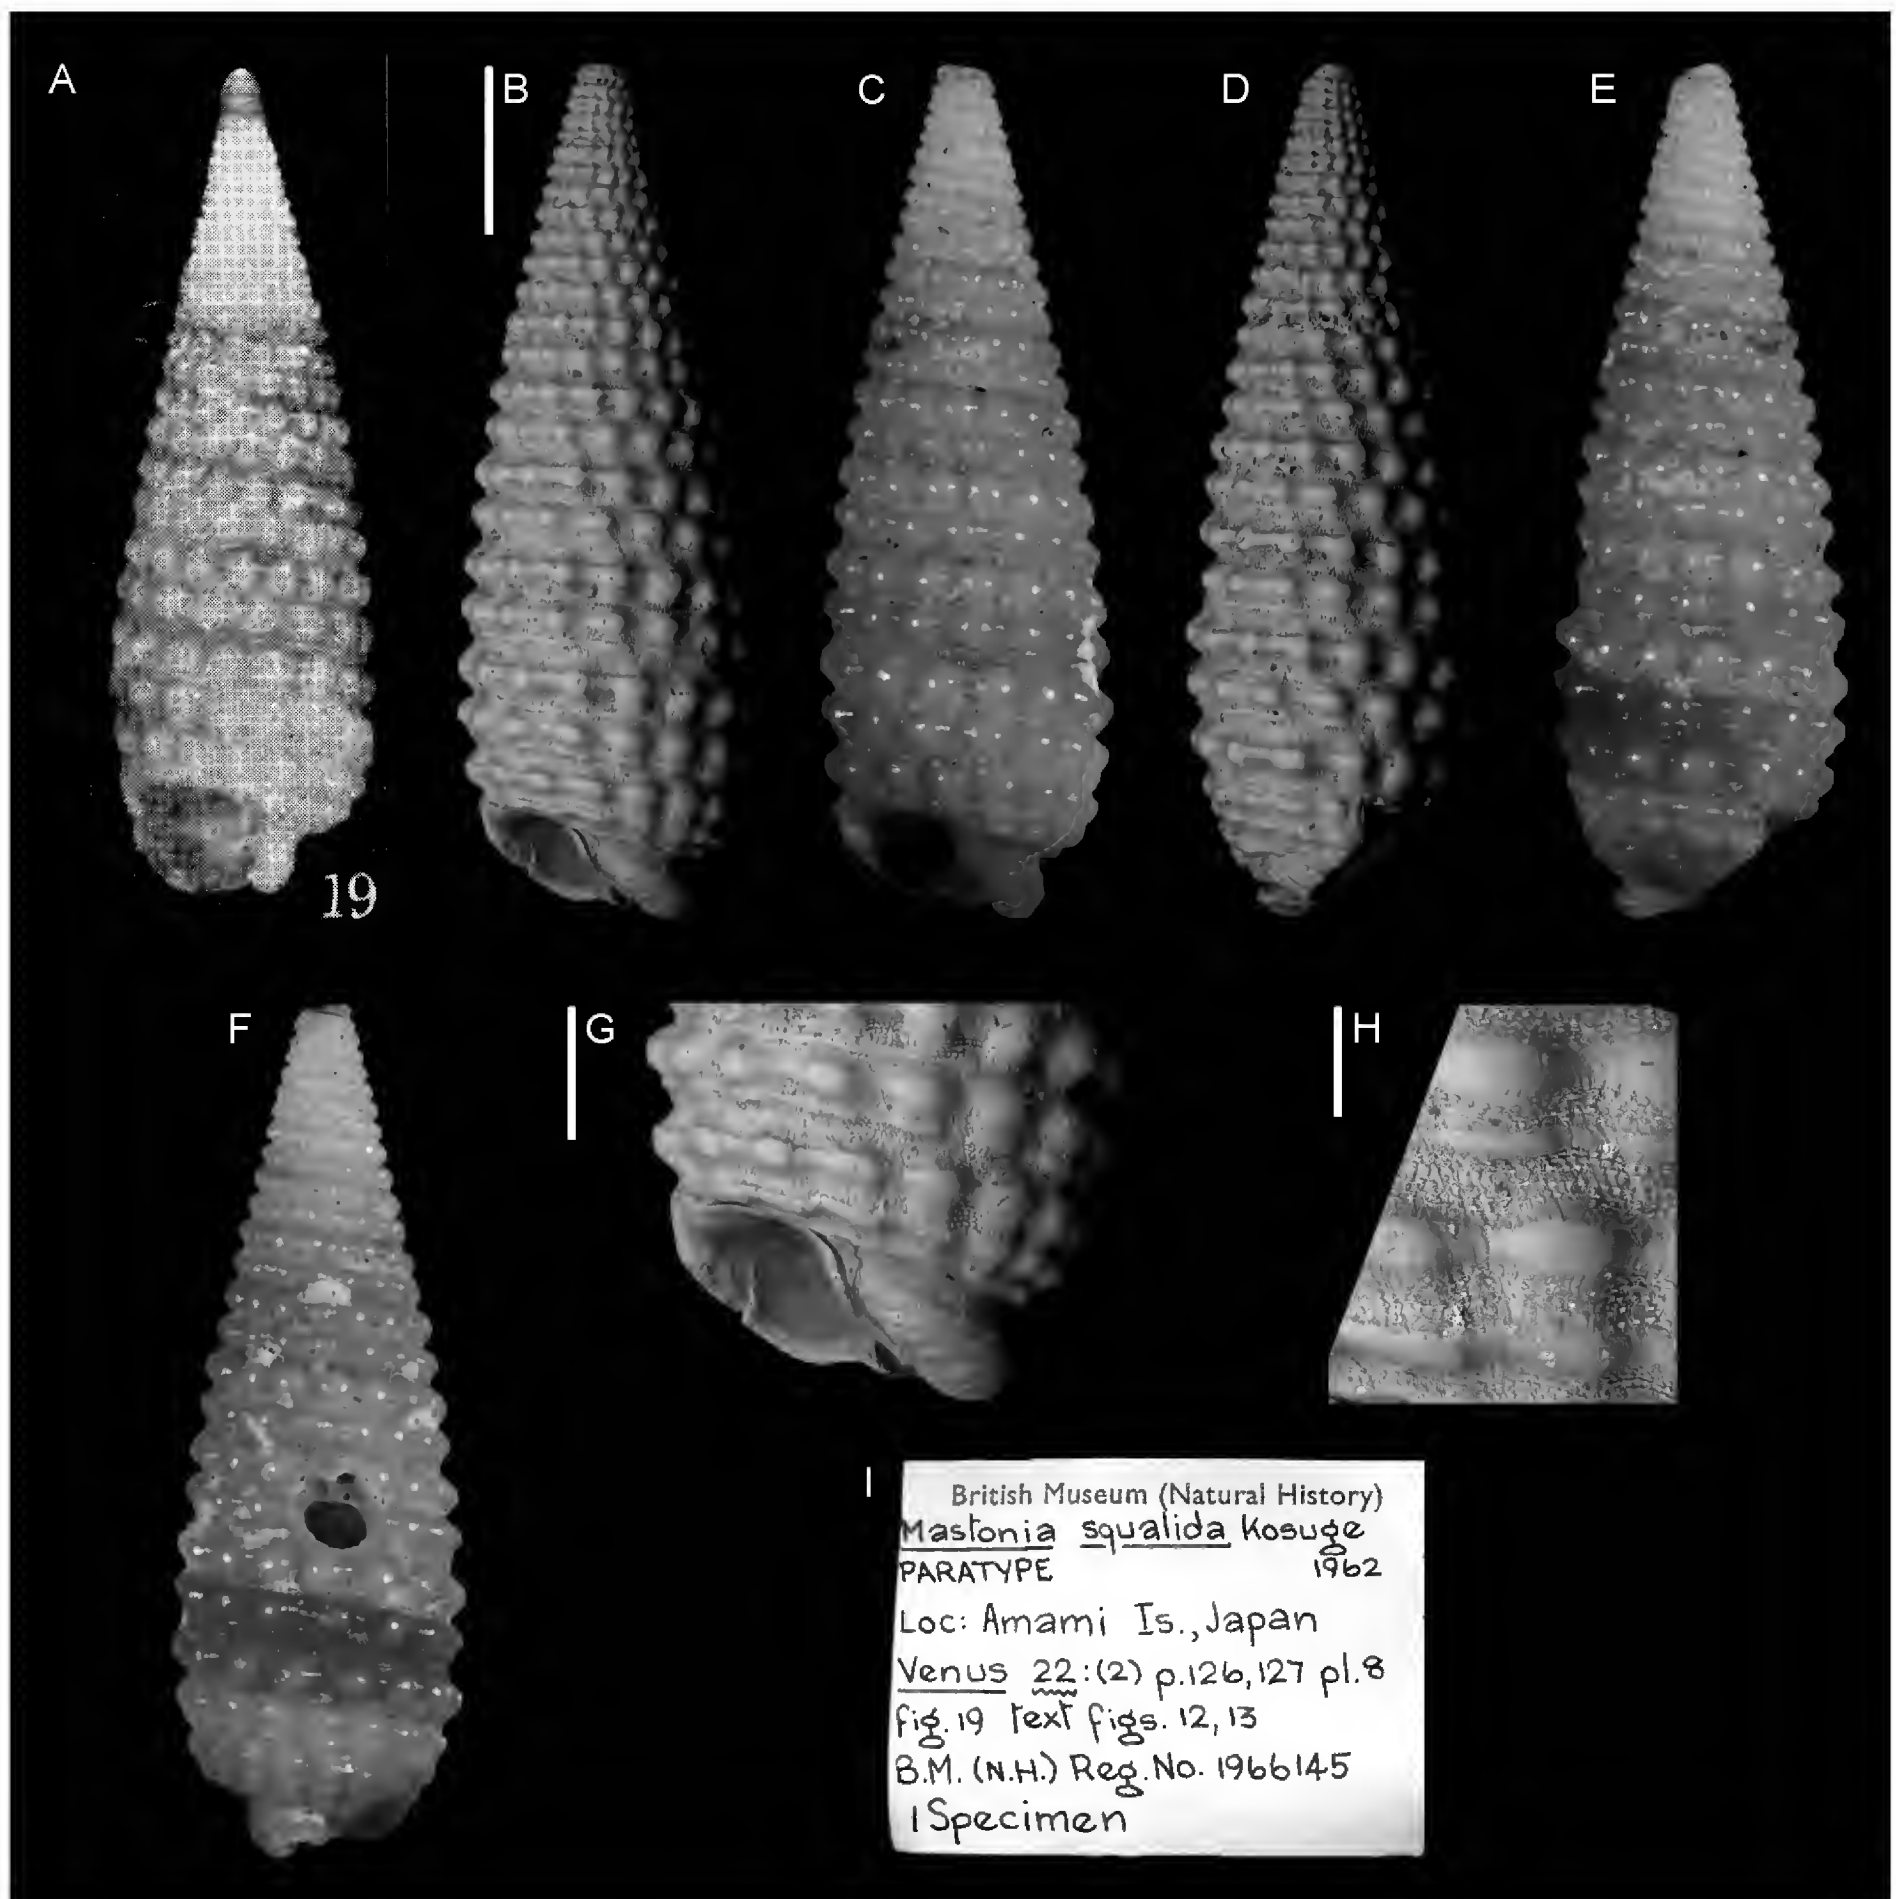 A
B
C
D
E
19
F
G
H
I
British Museum (Natural History)
Mastonia squalida Kosuge
PARATYPE 1962
Loc: Amami Is., Japan
Venus 22:(2) p.126,127 pl.8
fig.19 text figs. 12,13
B.M. (N.H.) Reg. No. 1966145
1 Specimen